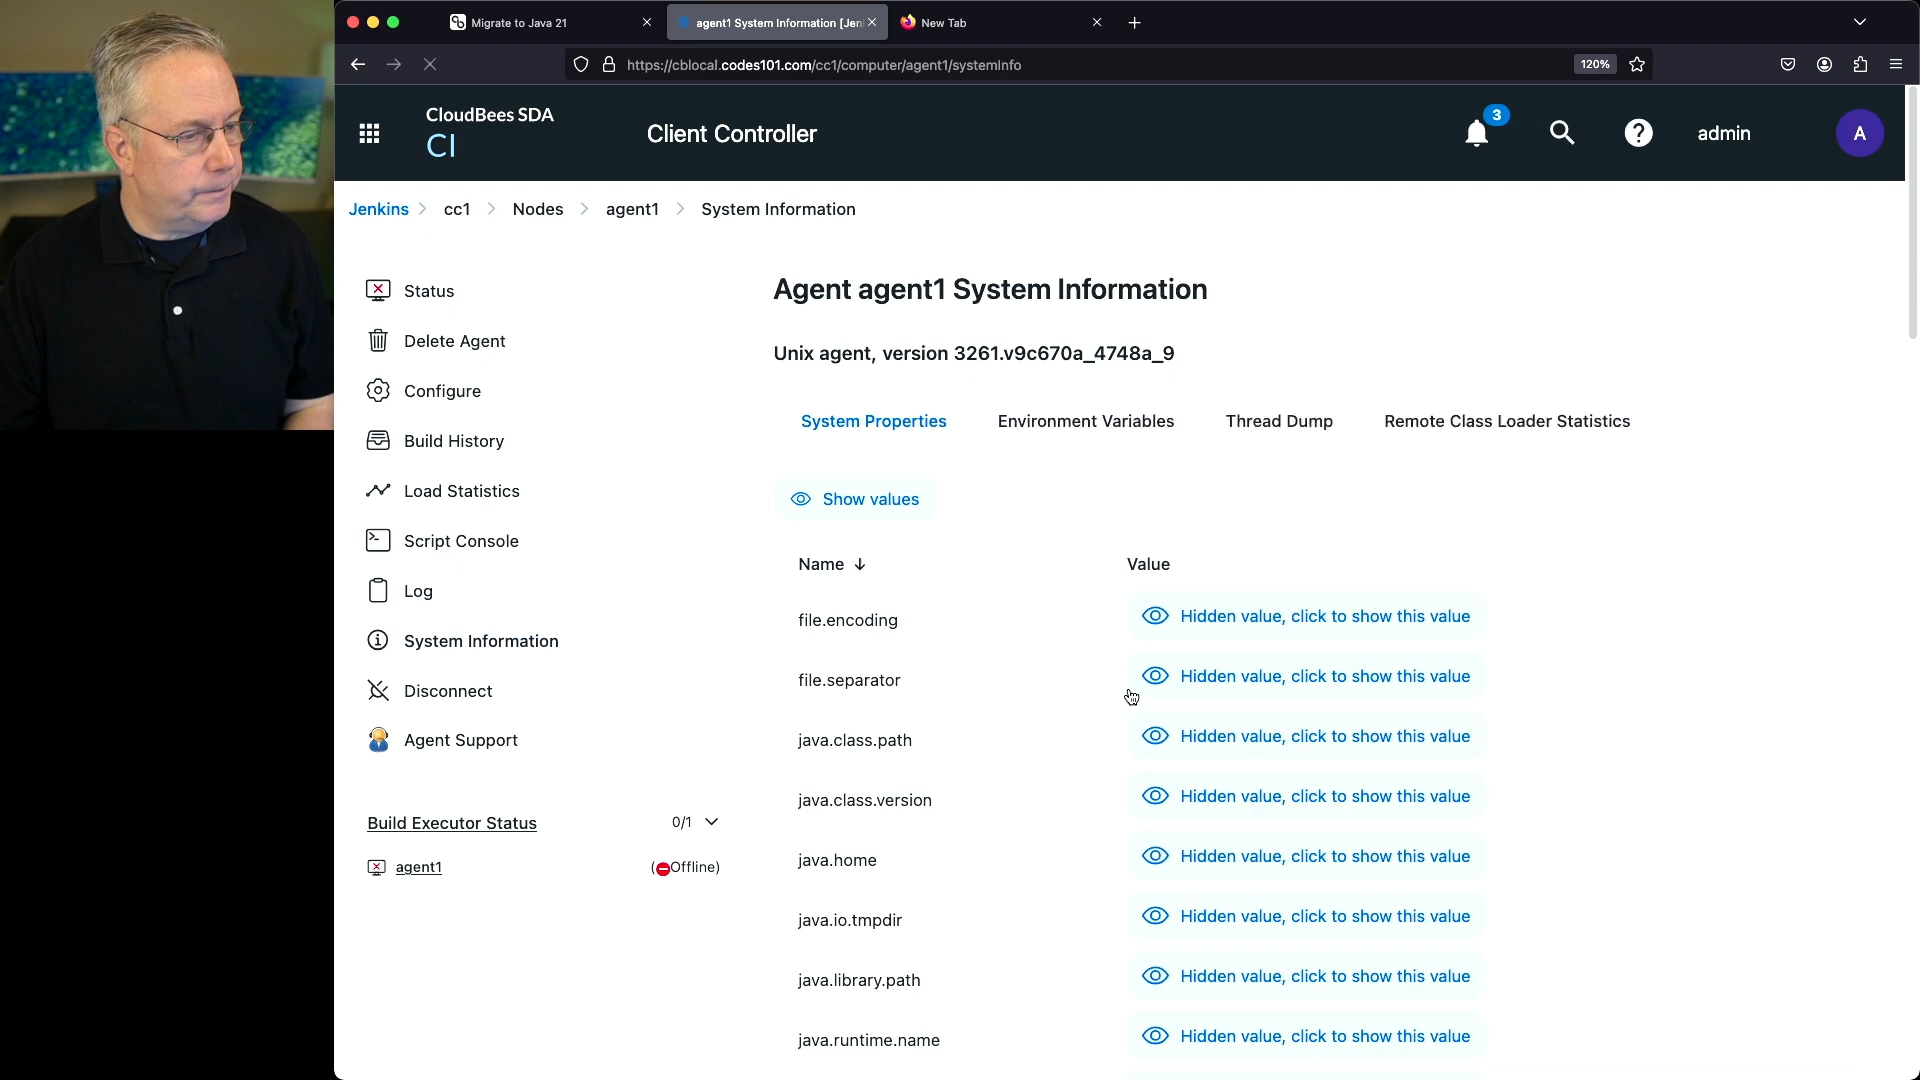 Migrate to Java 21
agent1 System Information [Jen
New Tab
https://cblocal.codes101.com/cc1/computer/agent1/systemInfo
120%
CloudBees SDA
CI
Client Controller
3
admin
A
Jenkins
cc1
Nodes
agent1
System Information
Status
Delete Agent
Configure
Build History
Load Statistics
Script Console
Log
System Information
Disconnect
Agent Support
Build Executor Status
0/1
agent1
(Offline)
Agent agent1 System Information
Unix agent, version 3261.v9c670a_4748a_9
System Properties
Environment Variables
Thread Dump
Remote Class Loader Statistics
Show values
Name
Value
file.encoding
Hidden value, click to show this value
file.separator
Hidden value, click to show this value
java.class.path
Hidden value, click to show this value
java.class.version
Hidden value, click to show this value
java.home
Hidden value, click to show this value
java.io.tmpdir
Hidden value, click to show this value
java.library.path
Hidden value, click to show this value
java.runtime.name
Hidden value, click to show this value